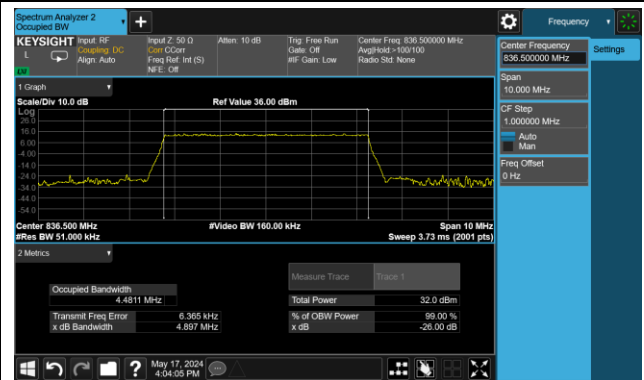 Spectrum Analyzer 2
Occupied BW
Frequency
KEYSIGHT Input: RF
Coupling: DC
Align: Auto
Input Z: 50 Ω
Corr CCorr
Freq Ref: Int (S)
NFE: Off
Atten: 10 dB
Trig: Free Run
Gate: Off
#IF Gain: Low
Center Freq: 836.500000 MHz
Avg|Hold:>100/100
Radio Std: None
L
LXI
Center Frequency
836.500000 MHz
Settings
Span
10.000 MHz
CF Step
1.000000 MHz
Auto
Man
Freq Offset
0 Hz
1 Graph
Scale/Div 10.0 dB
Ref Value 36.00 dBm
Log
26.0
16.0
6.00
-4.00
-14.0
-24.0
-34.0
-44.0
-54.0
Center 836.500 MHz
#Video BW 160.00 kHz
Span 10 MHz
#Res BW 51.000 kHz
Sweep 3.73 ms (2001 pts)
2 Metrics
Measure Trace
Trace 1
Occupied Bandwidth
4.4811 MHz
Total Power
32.0 dBm
Transmit Freq Error
6.365 kHz
% of OBW Power
99.00 %
x dB Bandwidth
4.897 MHz
x dB
-26.00 dB
May 17, 2024
4:04:05 PM